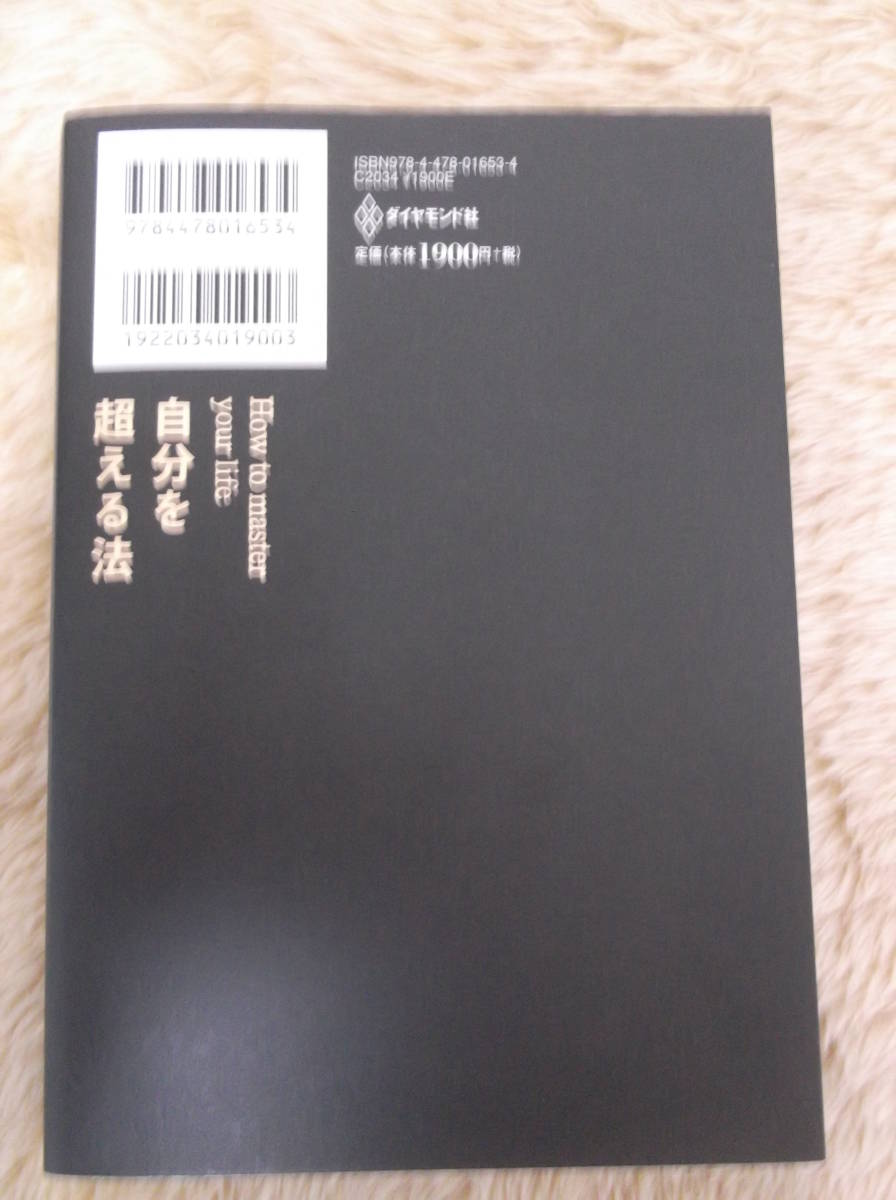 9784478016534
1922034019003
ISBN978-4-478-01653-4
C2034 ¥1900E
ダイヤモンド社
定価(本体1900円+税)
How to master
your life
自分を
超える法